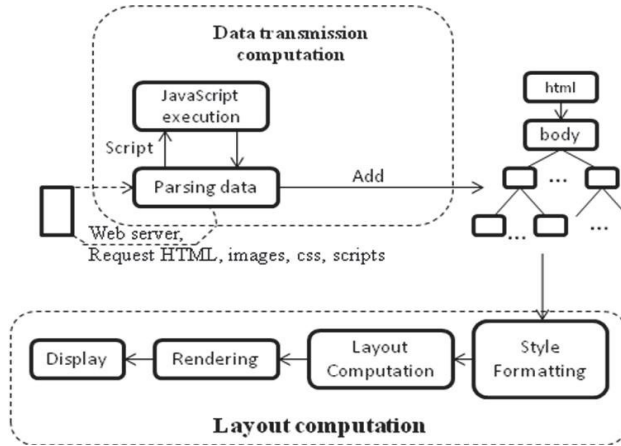 Data transmission
computation
JavaScript
execution
Script
Parsing data
Add
html
body
...
...
...
Web server,
Request HTML, images, css, scripts
Display
Rendering
Layout
Computation
Style
Formatting
Layout computation